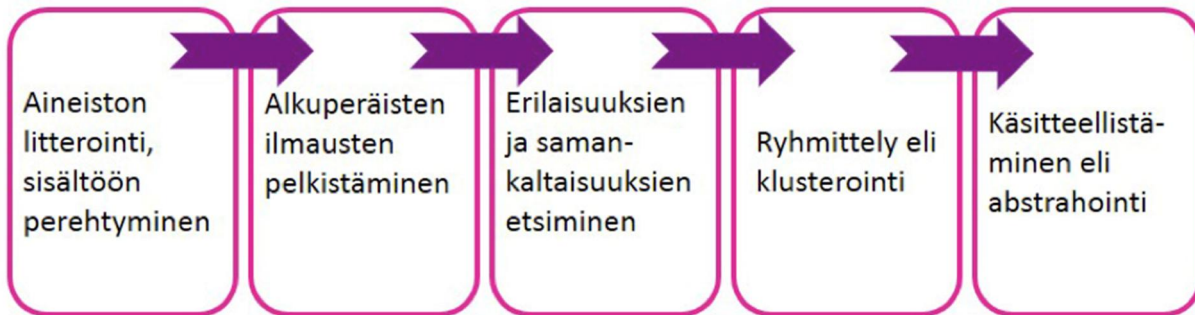 Aineiston
litterointi,
sisältöön
perehtyminen
Alkuperäisten
ilmausten
pelkistäminen
Erilaisuuksien
ja saman-
kaltaisuuksien
etsiminen
Ryhmittely eli
klusterointi
Käsitteellistä-
minen eli
abstrahointi